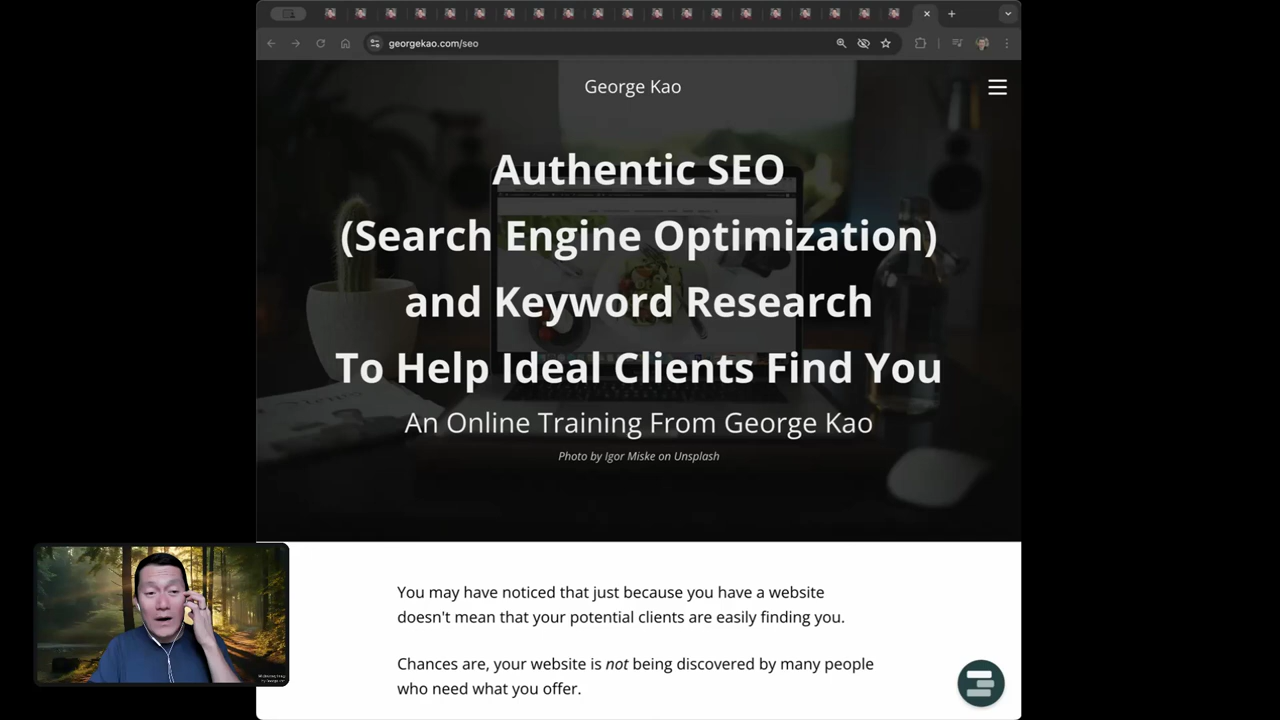 georgekao.com/seo
George Kao
Authentic SEO
(Search Engine Optimization)
and Keyword Research
To Help Ideal Clients Find You
An Online Training From George Kao
Photo by Igor Miske on Unsplash
You may have noticed that just because you have a website
doesn't mean that your potential clients are easily finding you.
Chances are, your website is not being discovered by many people
who need what you offer.